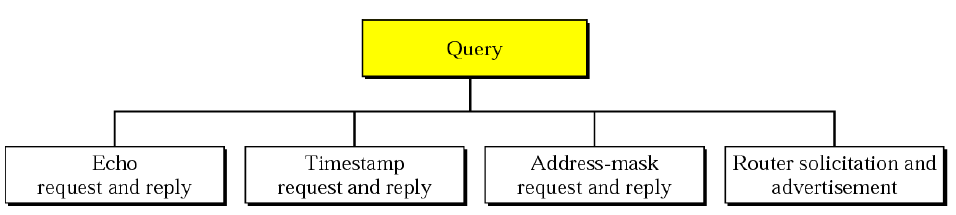 Query
Echo
request and reply
Timestamp
request and reply
Address-mask
request and reply
Router solicitation and
advertisement